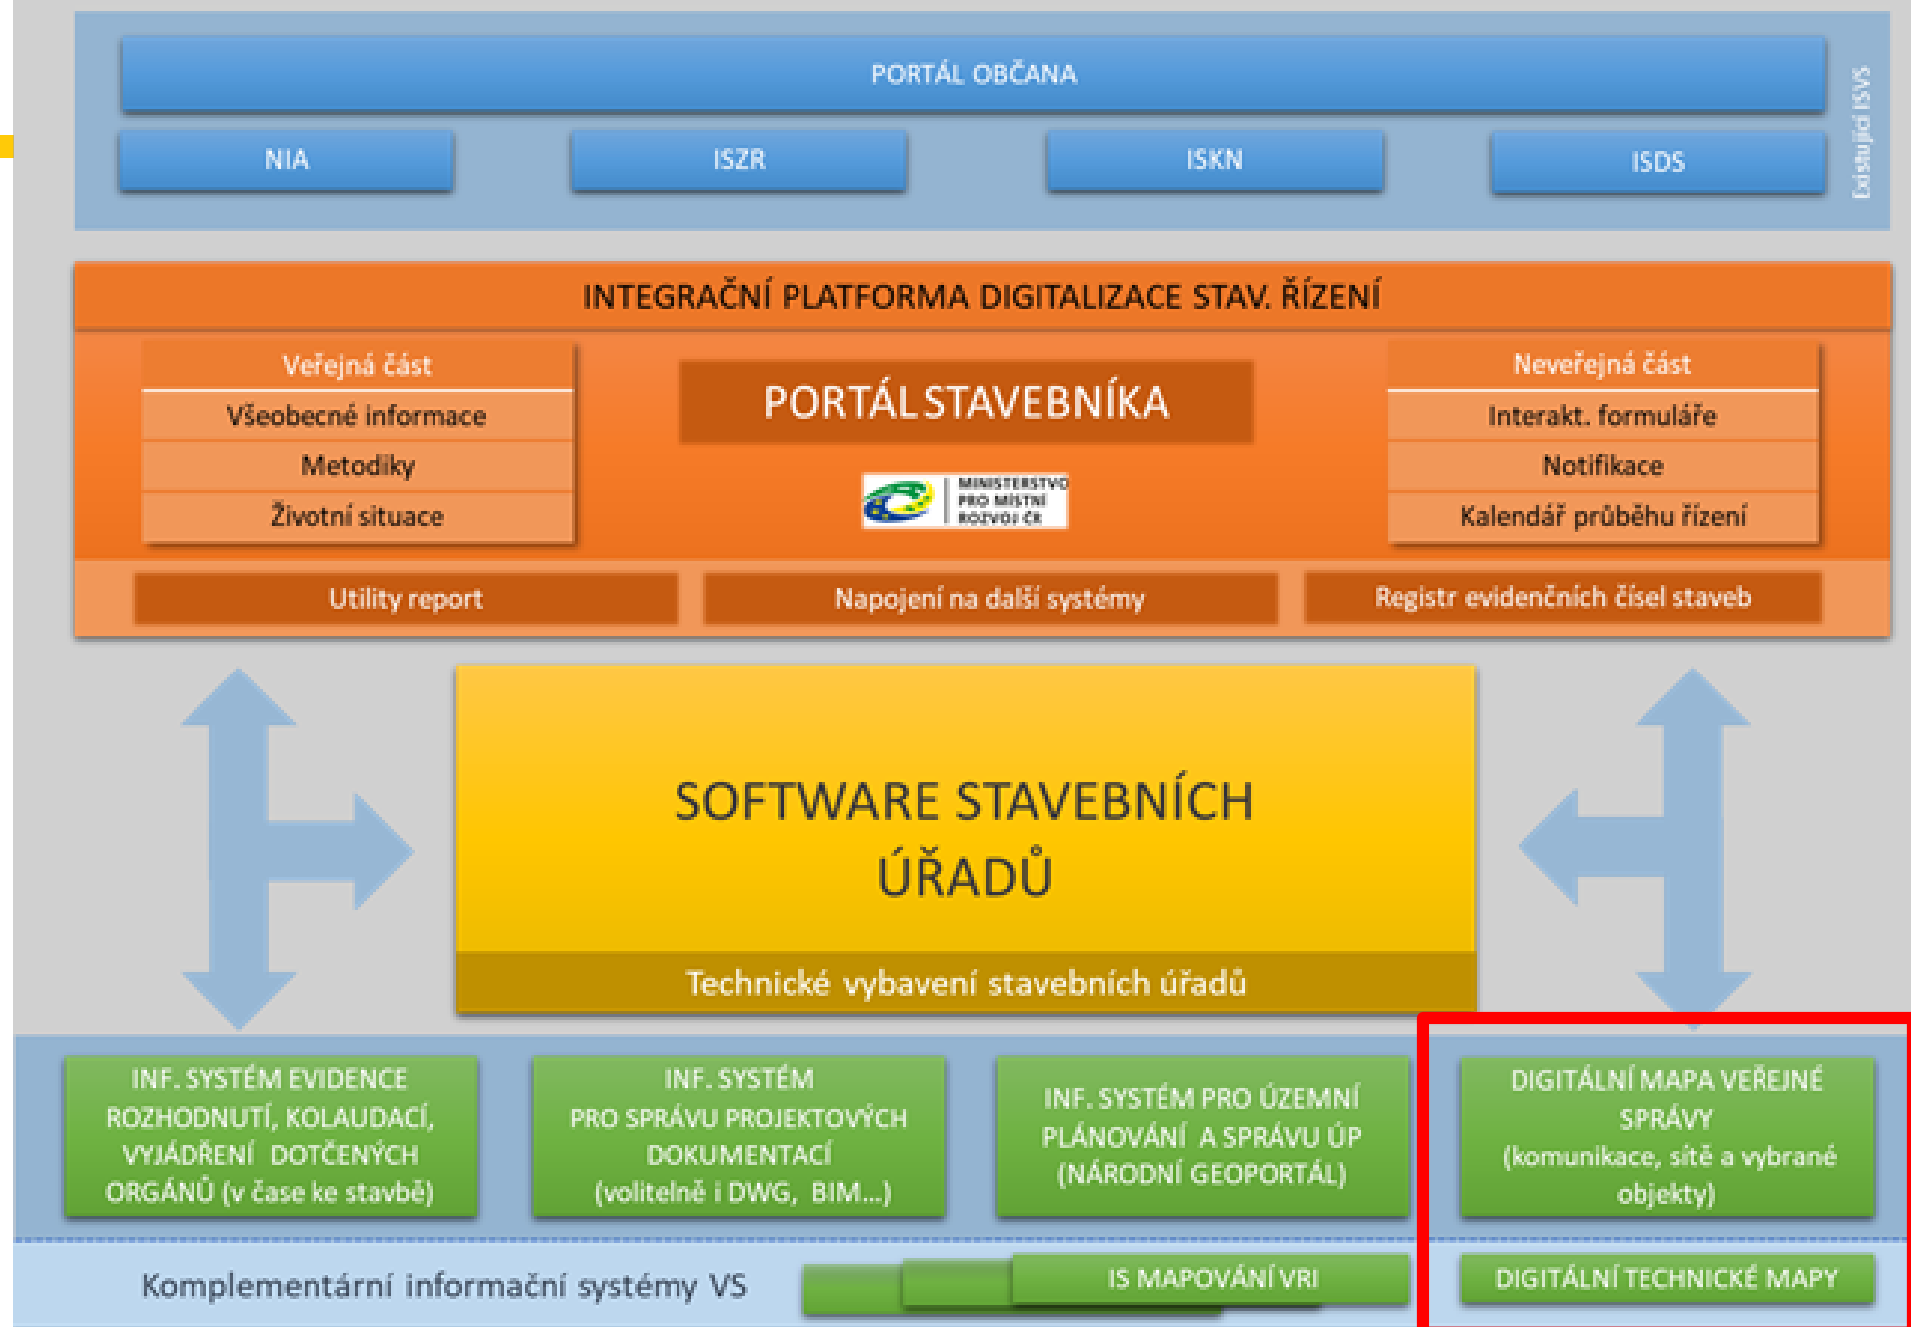 PORTÁL OBČANA
NIA
ISZR
ISKN
ISDS
Existující ISVS
INTEGRAČNÍ PLATFORMA DIGITALIZACE STAV. ŘÍZENÍ
Veřejná část
Všeobecné informace
Metodiky
Životní situace
PORTÁL STAVEBNÍKA
MINISTERSTVO
PRO MÍSTNÍ
ROZVOJ ČR
Neveřejná část
Interakt. formuláře
Notifikace
Kalendář průběhu řízení
Utility report
Napojení na další systémy
Registr evidenčních čísel staveb
SOFTWARE STAVEBNÍCH
ÚŘADŮ
Technické vybavení stavebních úřadů
INF. SYSTÉM EVIDENCE
ROZHODNUTÍ, KOLAUDACÍ,
VYJÁDŘENÍ DOTČENÝCH
ORGÁNŮ (v čase ke stavbě)
INF. SYSTÉM
PRO SPRÁVU PROJEKTOVÝCH
DOKUMENTACÍ
(volitelně i DWG, BIM...)
INF. SYSTÉM PRO ÚZEMNÍ
PLÁNOVÁNÍ A SPRÁVU ÚP
(NÁRODNÍ GEOPORTÁL)
DIGITÁLNÍ MAPA VEŘEJNÉ
SPRÁVY
(komunikace, sítě a vybrané
objekty)
Komplementární informační systémy VS
IS MAPOVÁNÍ VRI
DIGITÁLNÍ TECHNICKÉ MAPY